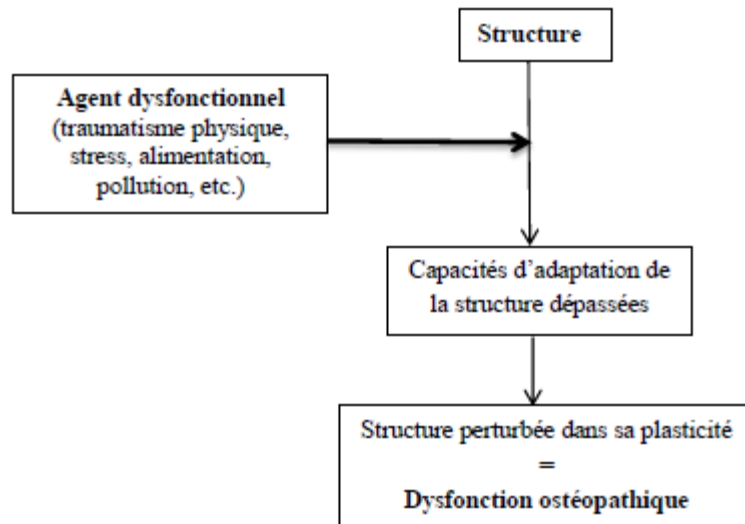 Structure
Agent dysfonctionnel
(traumatisme physique,
stress, alimentation,
pollution, etc.)
Capacités d’adaptation de
la structure dépassées
Structure perturbée dans sa plasticité
=
Dysfonction ostéopathique